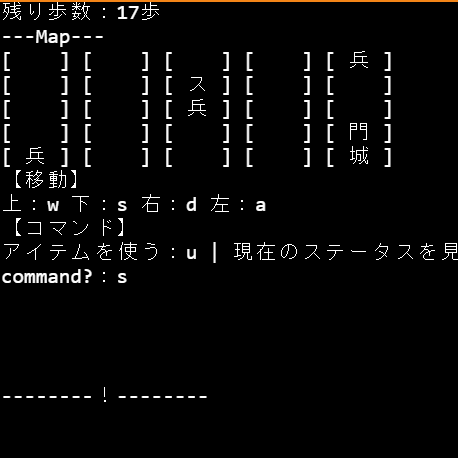 残り歩数：17歩
---Map---
[    ] [    ] [    ] [    ] [ 兵 ]
[    ] [    ] [ ス ] [    ] [    ]
[    ] [    ] [ 兵 ] [    ] [    ]
[    ] [    ] [    ] [    ] [ 門 ]
[ 兵 ] [    ] [    ] [    ] [ 城 ]
【移動】
上：w 下：s 右：d 左：a
【コマンド】
アイテムを使う：u | 現在のステータスを見
command?：s
--------！--------